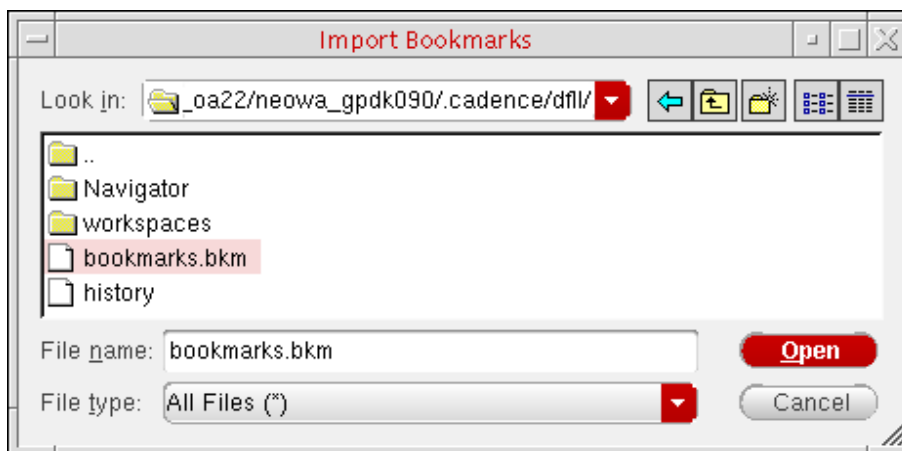 Import Bookmarks
Look in: _oa22/neowa_gpdk090/.cadence/dfII/
..
Navigator
workspaces
bookmarks.bkm
history
File name: bookmarks.bkm Open
File type: All Files (*) Cancel